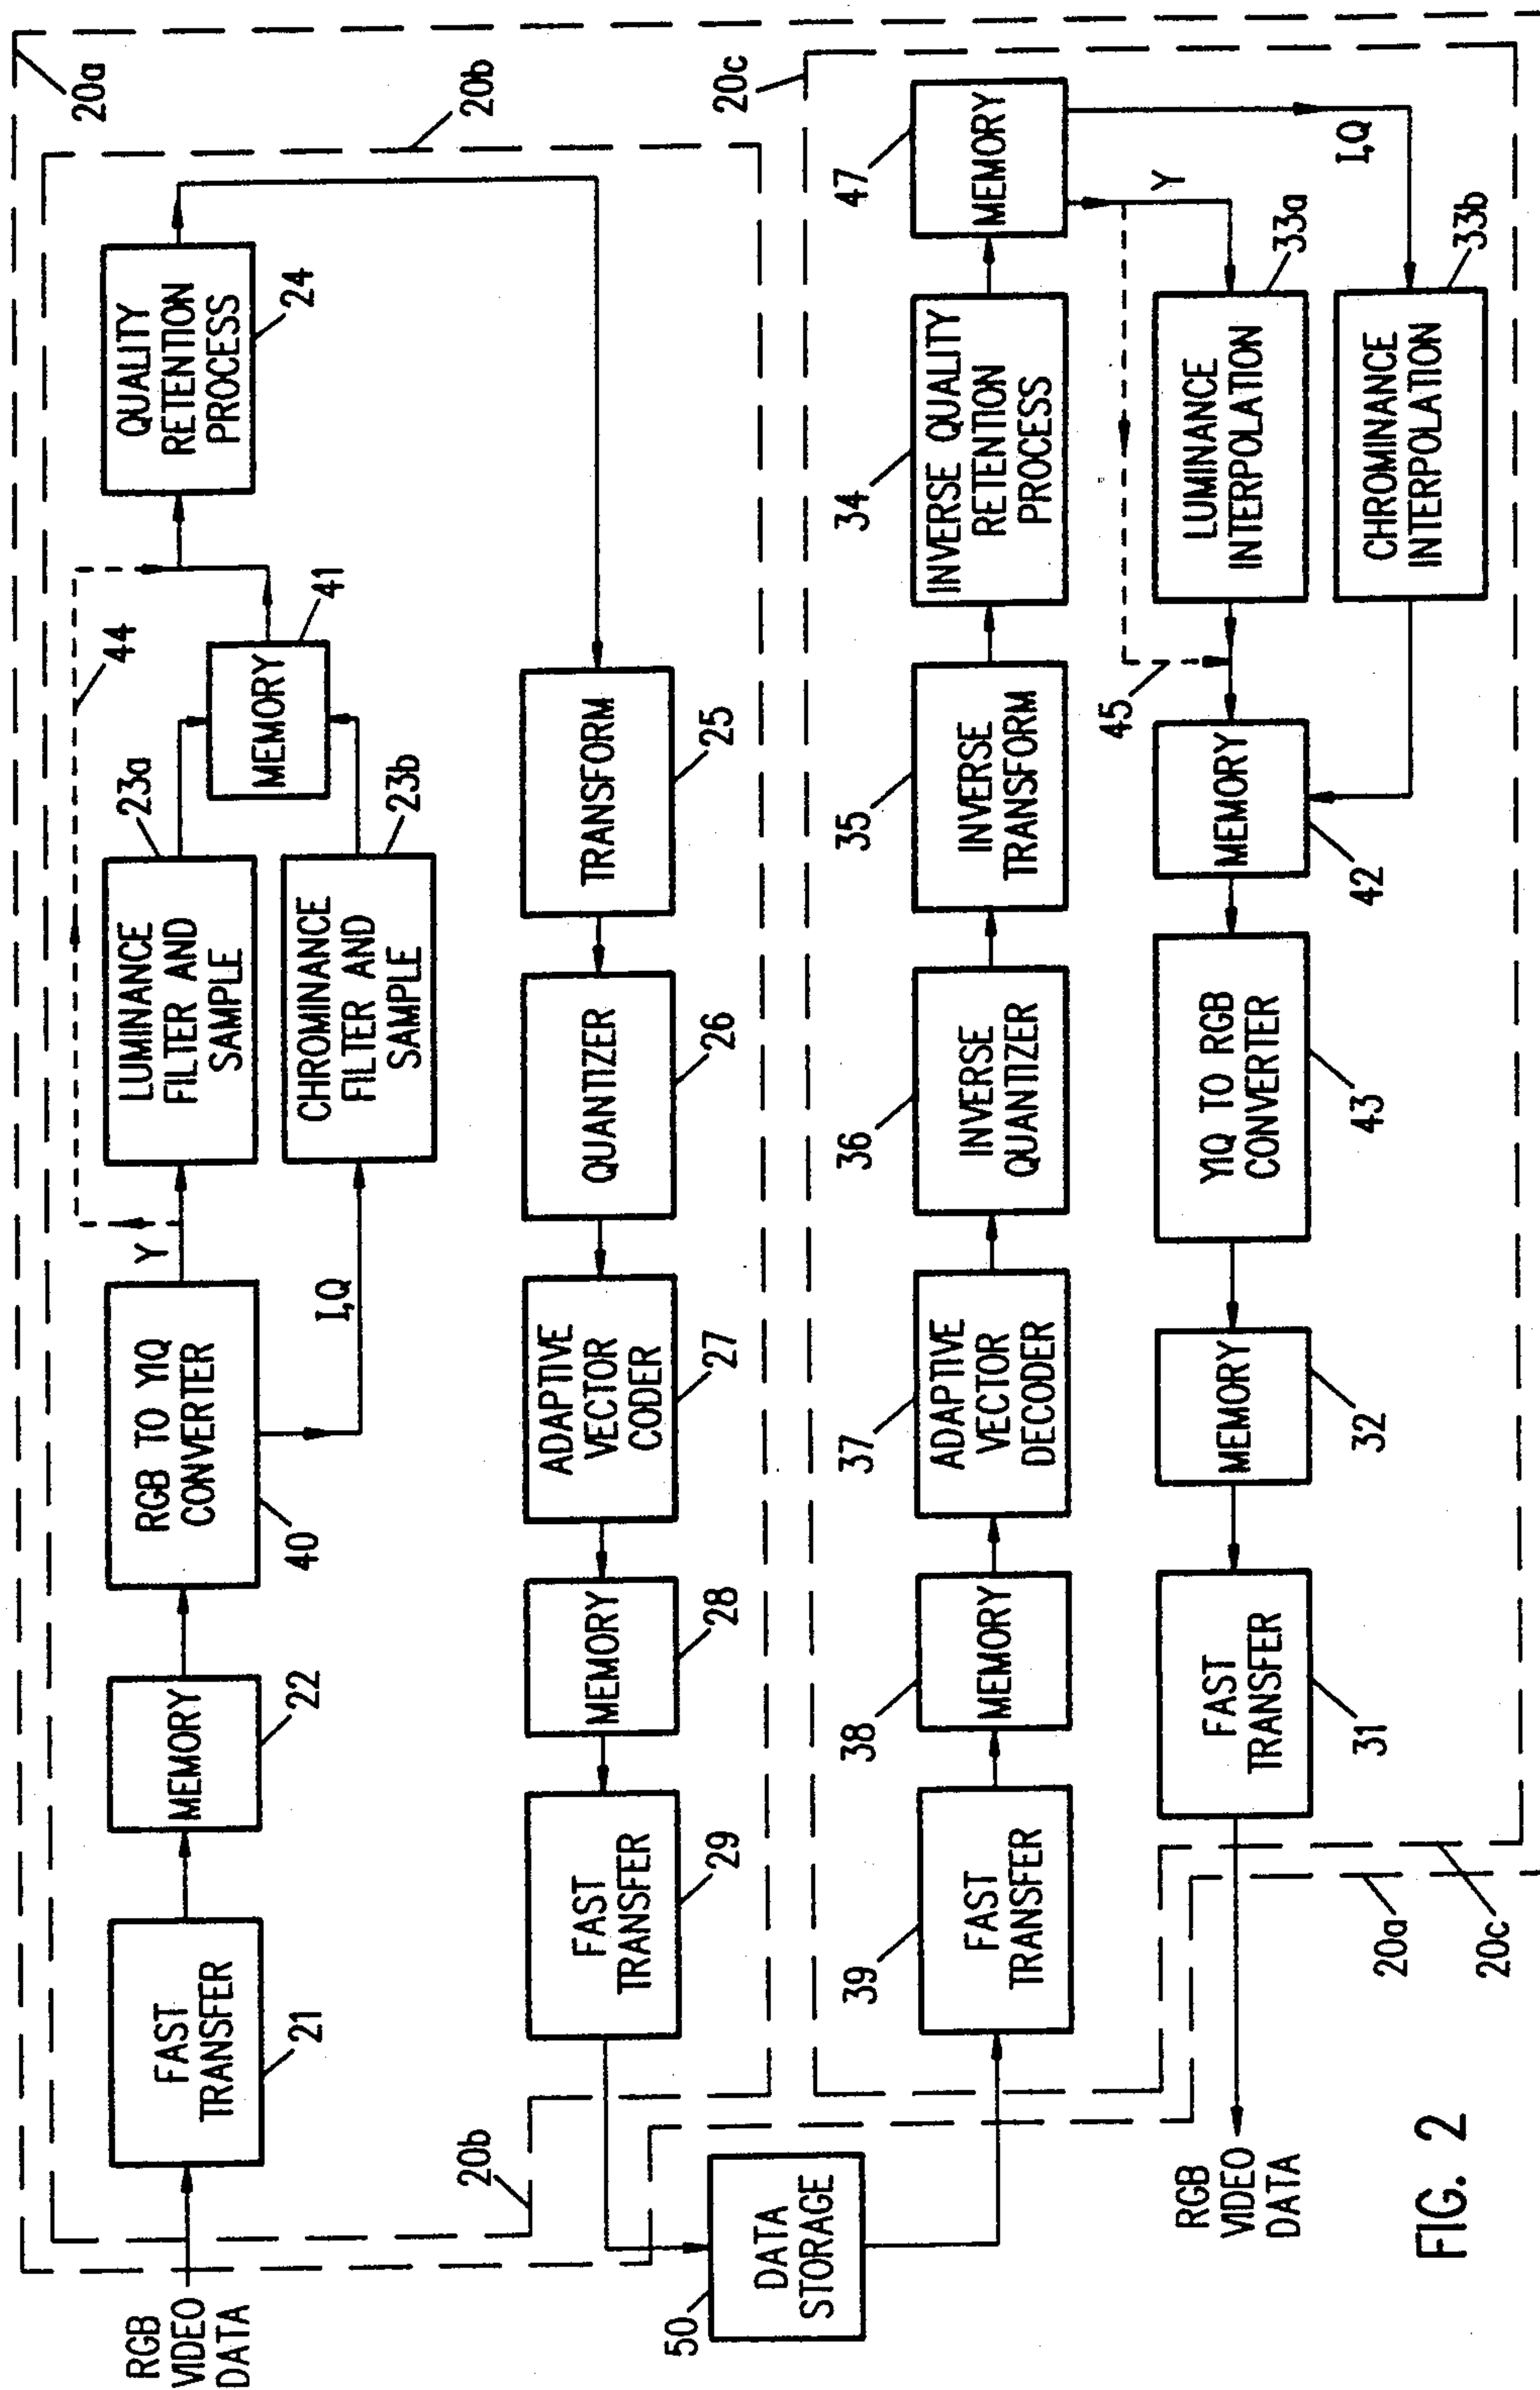 20a
20b
RGB
VIDEO
DATA
FAST
TRANSFER
21
MEMORY
22
RGB TO YIQ
CONVERTER
40
Y
I,Q
44
LUMINANCE
FILTER AND
SAMPLE
23a
CHROMINANCE
FILTER AND
SAMPLE
23b
MEMORY
41
QUALITY
RETENTION
PROCESS
24
TRANSFORM
25
QUANTIZER
26
ADAPTIVE
VECTOR
CODER
27
MEMORY
28
FAST
TRANSFER
29
20b
50
DATA
STORAGE
20c
39
FAST
TRANSFER
38
MEMORY
37
ADAPTIVE
VECTOR
DECODER
36
INVERSE
QUANTIZER
35
INVERSE
TRANSFORM
34
INVERSE QUALITY
RETENTION
PROCESS
47
MEMORY
Y
I,Q
45
LUMINANCE
INTERPOLATION
33a
CHROMINANCE
INTERPOLATION
33b
MEMORY
42
YIQ TO RGB
CONVERTER
43
MEMORY
32
FAST
TRANSFER
31
RGB
VIDEO
DATA
20a
20c
FIG. 2